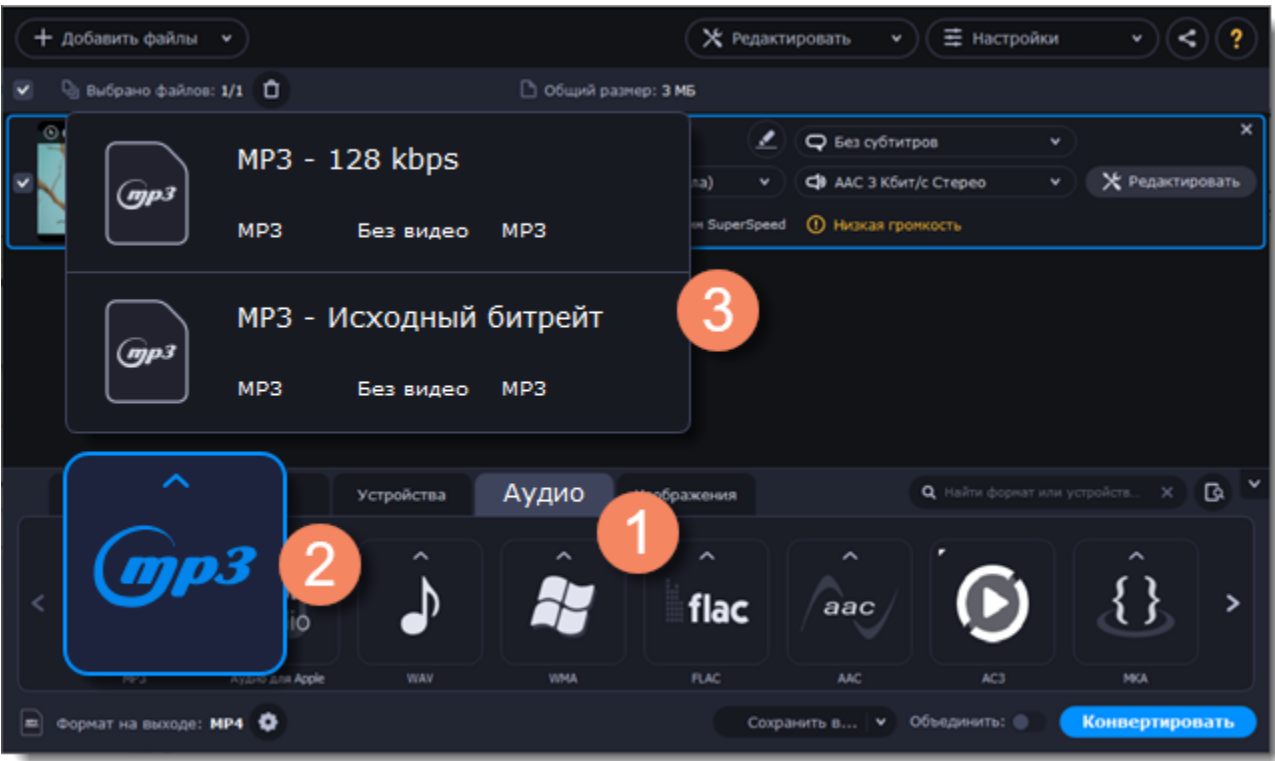 Добавить файлы
Редактировать
Настройки
?
Выбрано файлов: 1/1
Общий размер: 3 МБ
MP3 - 128 kbps
mp3
MP3 Без видео MP3
MP3 - Исходный битрейт
mp3
MP3 Без видео MP3
3
Без субтитров
AAC 3 Кбит/с Стерео
Редактировать
SuperSpeed
Низкая громкость
Устройства
Аудио
Найти формат или устройств...
1
mp3
2
flac
aac
MP3
Аудио для Apple
WAV
WMA
FLAC
AAC
AC3
MKA
Формат на выходе: MP4
Сохранить в...
Объединить:
Конвертировать